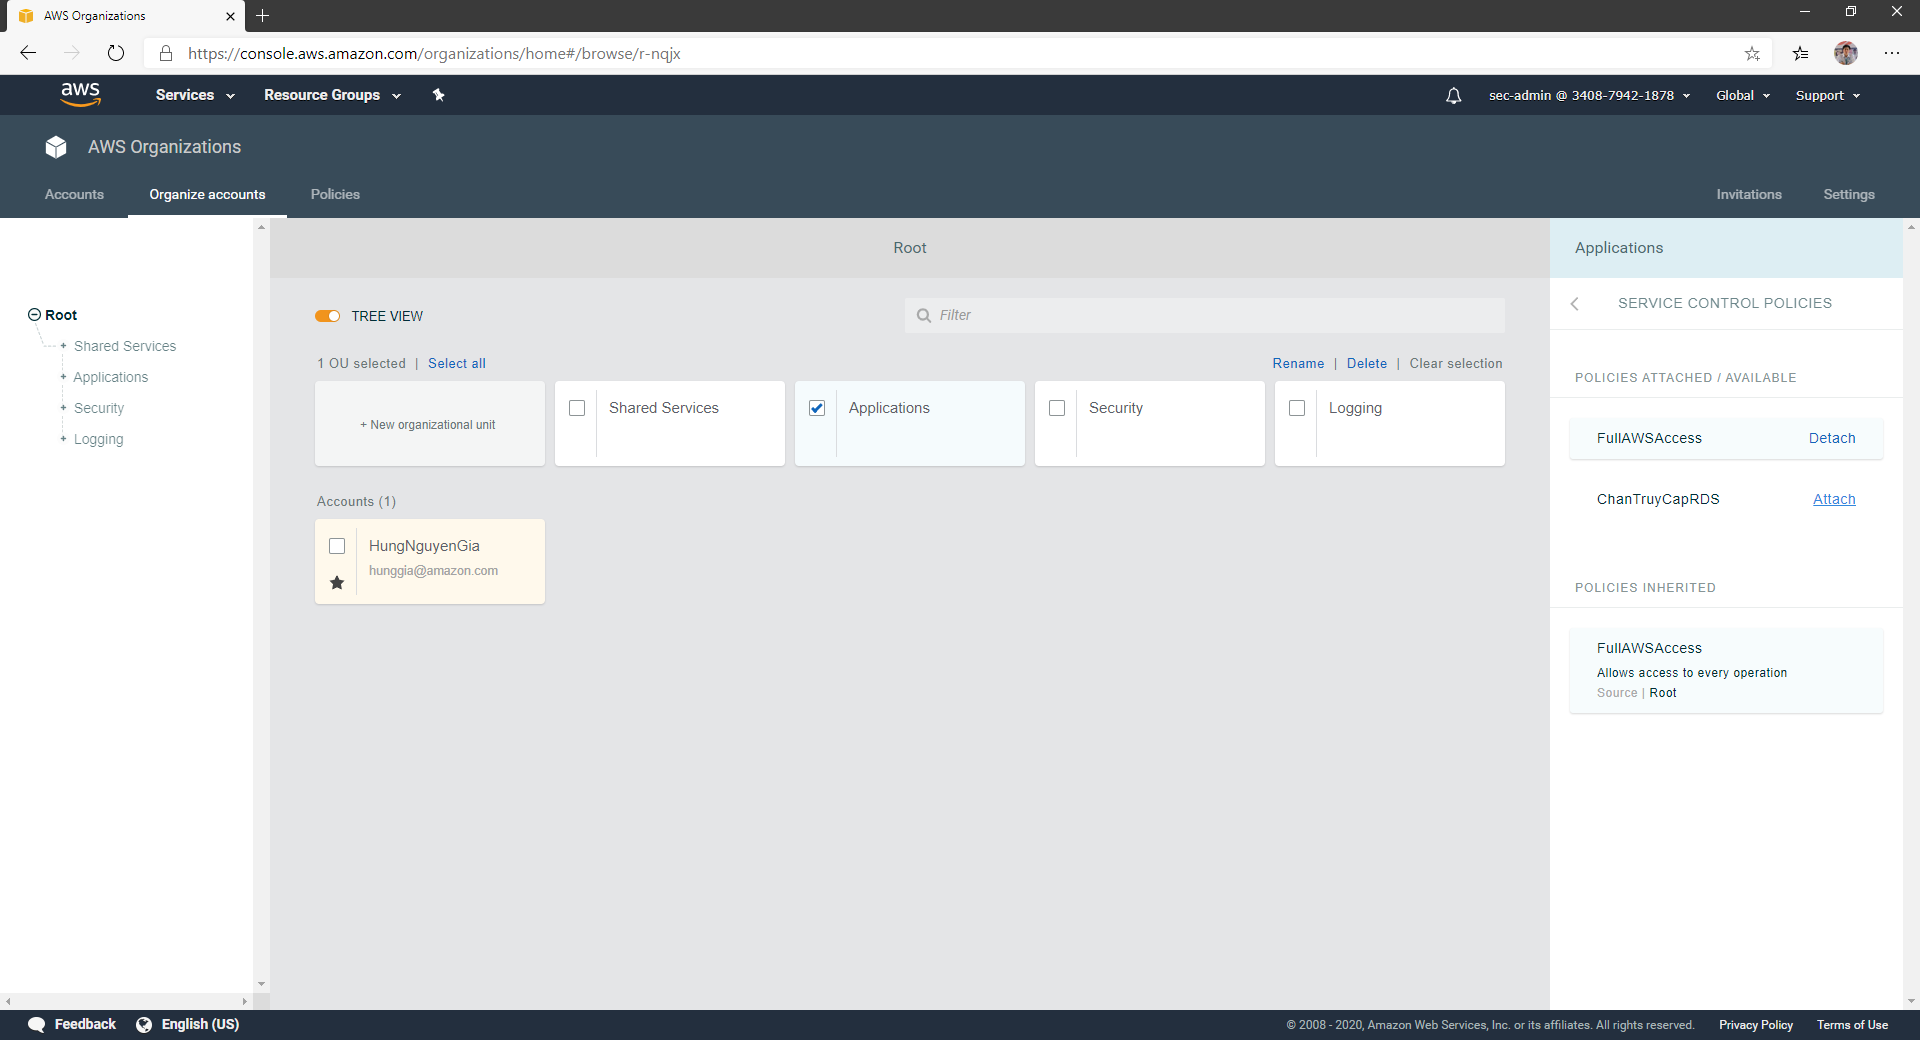 AWS Organizations
https://console.aws.amazon.com/organizations/home#/browse/r-nqjx
aws
Services
Resource Groups
sec-admin @ 3408-7942-1878
Global
Support
AWS Organizations
Accounts
Organize accounts
Policies
Invitations
Settings
Root
Shared Services
Applications
Security
Logging
Root
TREE VIEW
Filter
1 OU selected | Select all
Rename | Delete | Clear selection
+ New organizational unit
Shared Services
Applications
Security
Logging
Accounts (1)
HungNguyenGia
hunggia@amazon.com
Applications
SERVICE CONTROL POLICIES
POLICIES ATTACHED / AVAILABLE
FullAWSAccess
Detach
ChanTruyCapRDS
Attach
POLICIES INHERITED
FullAWSAccess
Allows access to every operation
Source | Root
Feedback
English (US)
© 2008 - 2020, Amazon Web Services, Inc. or its affiliates. All rights reserved.
Privacy Policy
Terms of Use